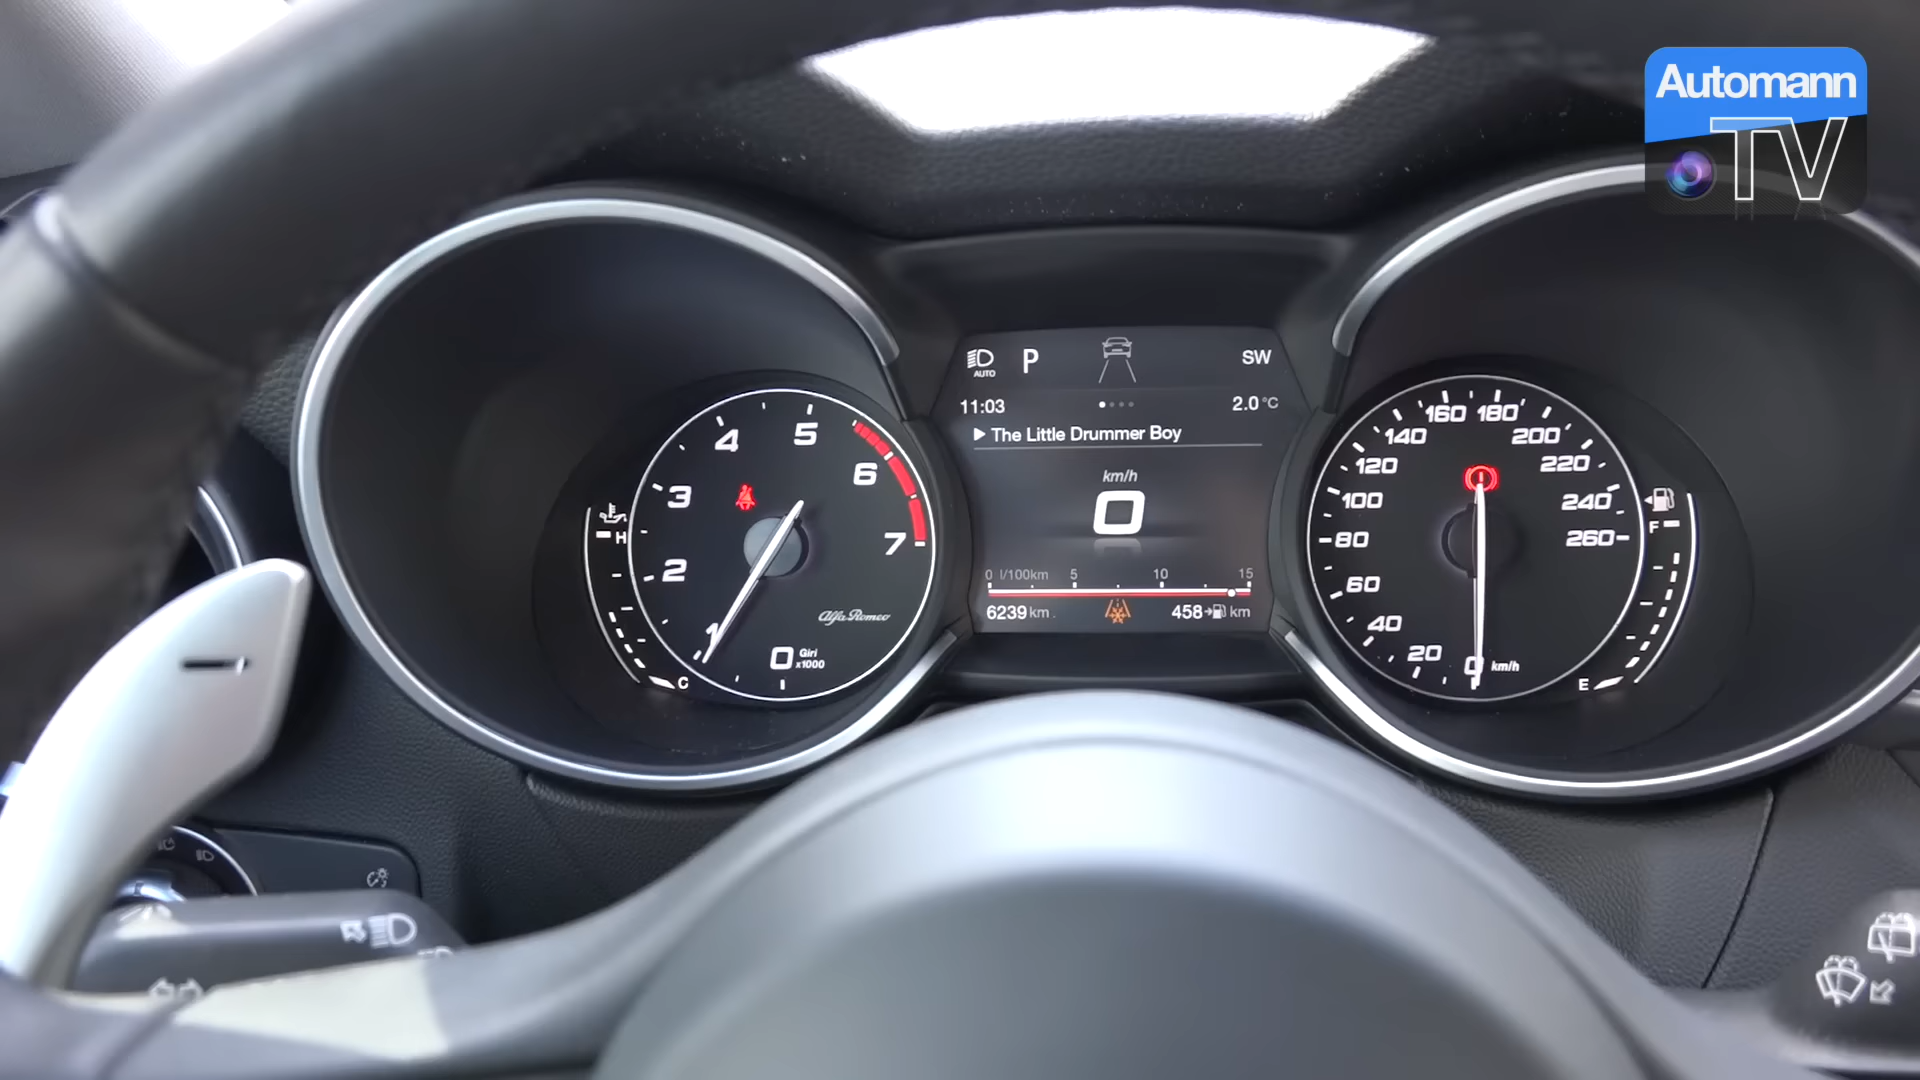 Automann
TV
AUTO
P
SW
11:03
2.0 °C
The Little Drummer Boy
km/h
0
0 l/100km 5 10 15
6239 km
458 km
H
C
1
2
3
4
5
6
7
Alfa Romeo
0 Giri
x1000
0 km/h
20
40
60
80
100
120
140
160
180
200
220
240
260
F
E